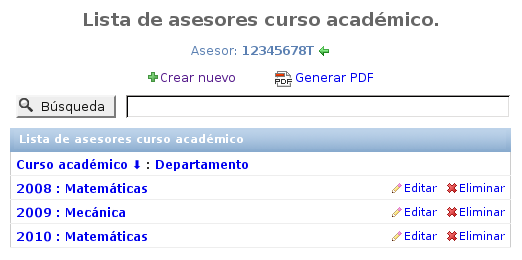 Lista de asesores curso académico.
Asesor: 12345678T
Crear nuevo PDF Generar PDF
Búsqueda
Lista de asesores curso académico
Curso académico : Departamento
2008 : Matemáticas Editar Eliminar
2009 : Mecánica Editar Eliminar
2010 : Matemáticas Editar Eliminar